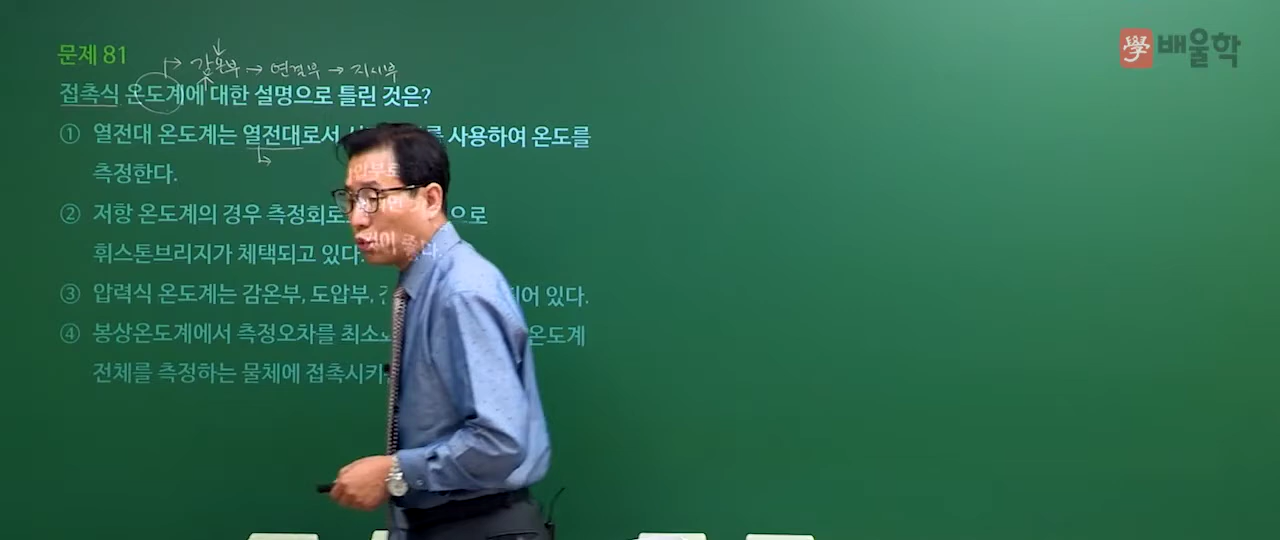 學 배울학
문제 81
→ 감온부 → 연결부 → 지시부
접촉식 온도계에 대한 설명으로 틀린 것은?
① 열전대 온도계는 열전대로서 를 사용하여 온도를
측정한다.
② 저항 온도계의 경우 측정회로 으로
휘스톤브리지가 체택되고 있다.
③ 압력식 온도계는 감온부, 도압부, 어 있다.
④ 봉상온도계에서 측정오차를 최소 온도계
전체를 측정하는 물체에 접촉시키